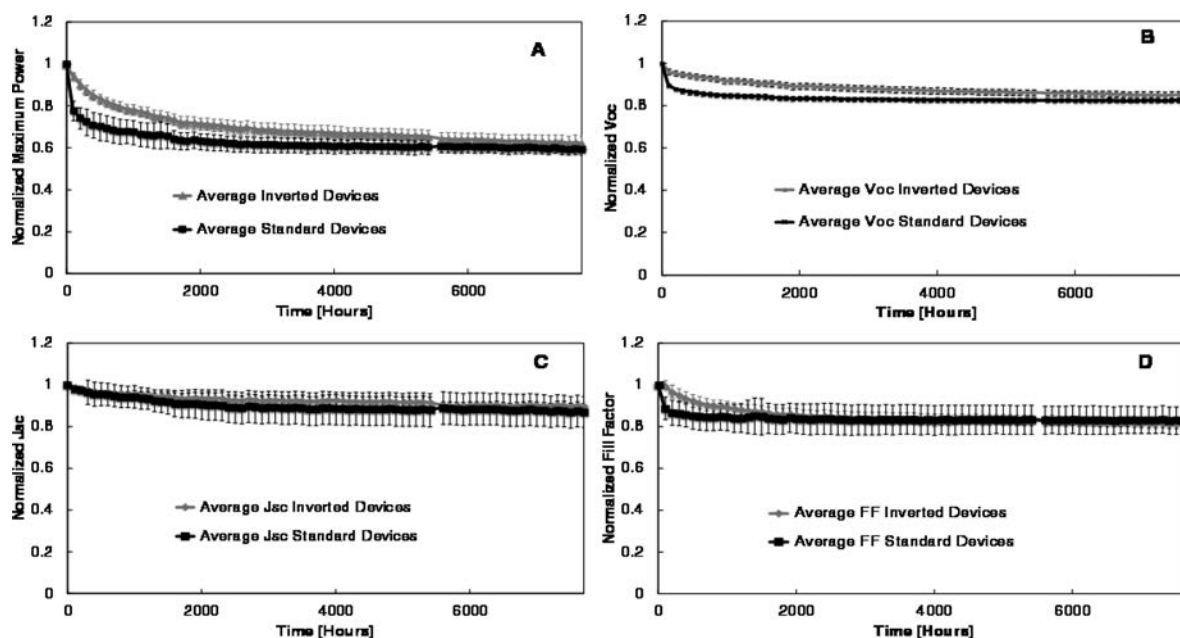 A
Normalized Maximum Power
1.2
1
0.8
0.6
0.4
0.2
0
Average Inverted Devices
Average Standard Devices
0 2000 4000 6000
Time [Hours]
B
Normalized Voc
1.2
1
0.8
0.6
0.4
0.2
0
Average Voc Inverted Devices
Average Voc Standard Devices
0 2000 4000 6000
Time [Hours]
C
Normalized Jsc
1.2
1
0.8
0.6
0.4
0.2
0
Average Jsc Inverted Devices
Average Jsc Standard Devices
0 2000 4000 6000
Time [Hours]
D
Normalized Fill Factor
1.2
1
0.8
0.6
0.4
0.2
0
Average FF Inverted Devices
Average FF Standard Devices
0 2000 4000 6000
Time [Hours]